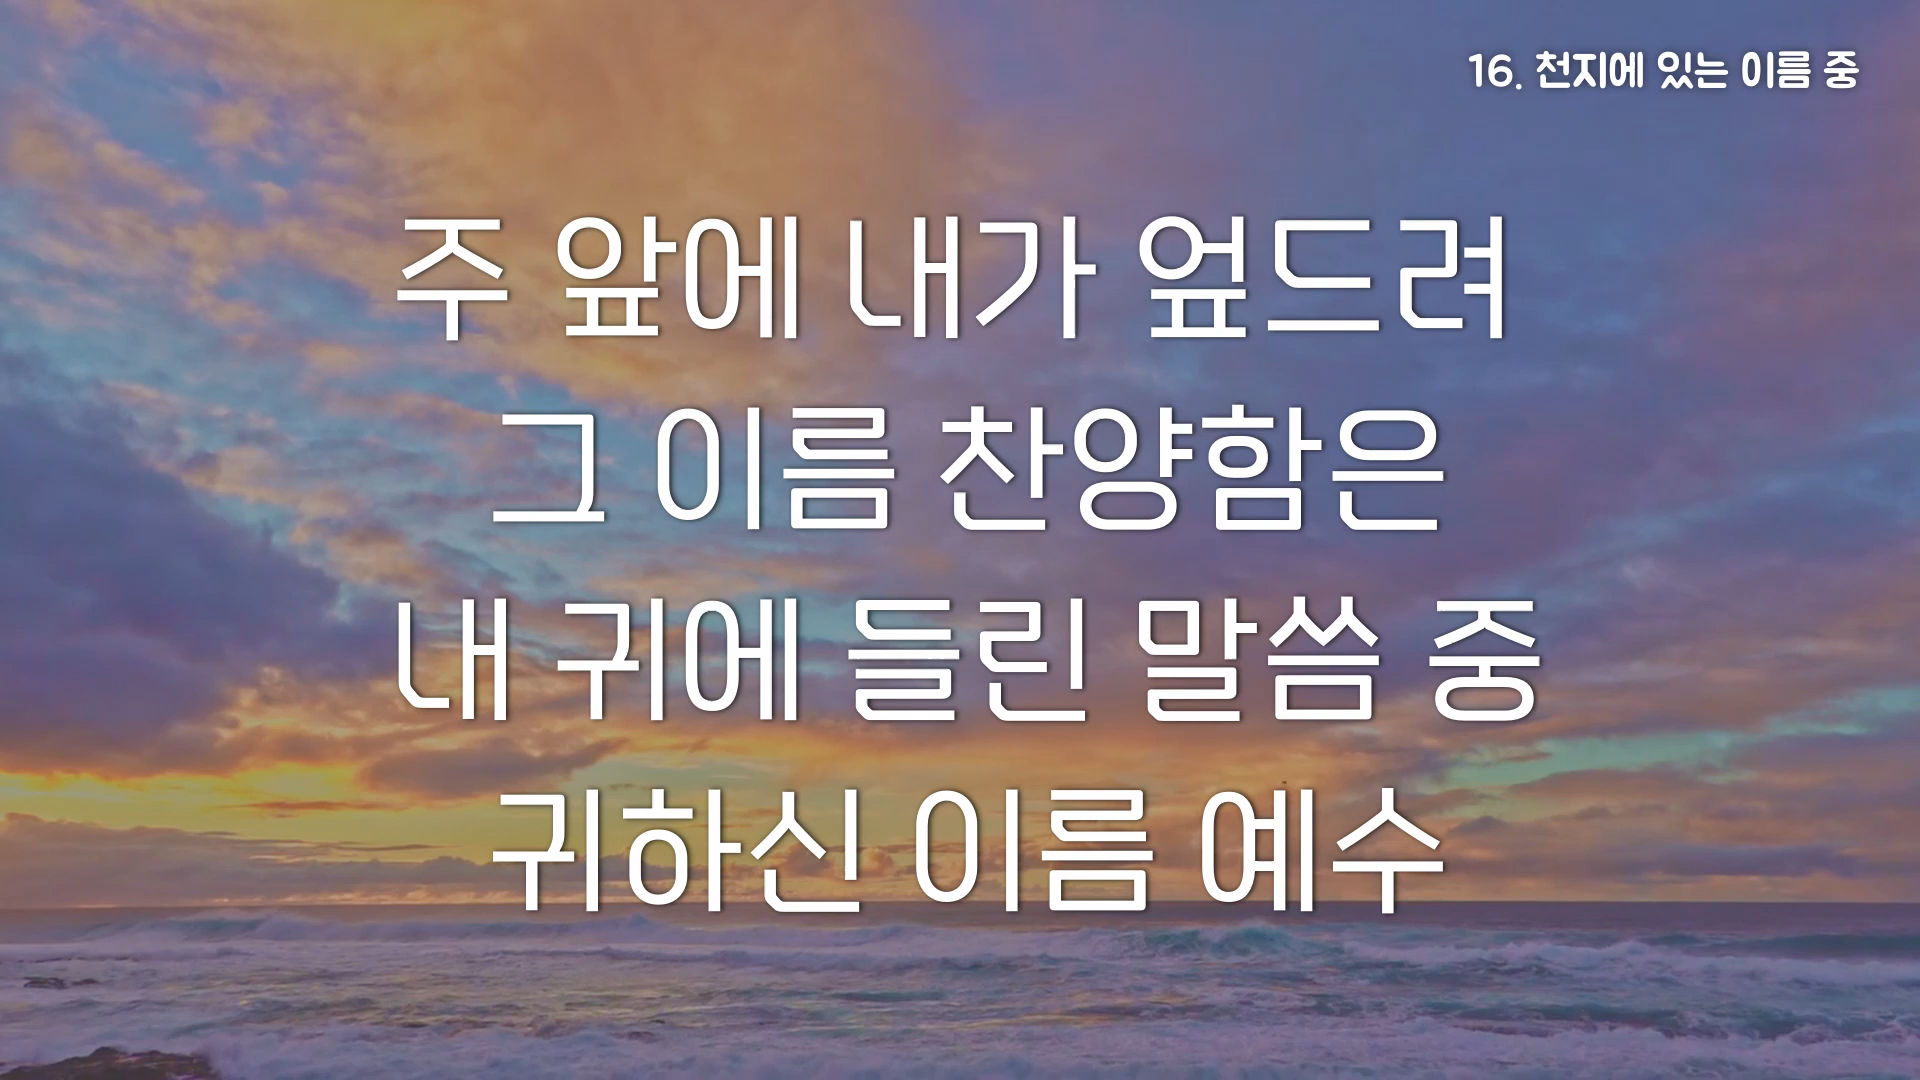 16. 천지에 있는 이름 중
주 앞에 내가 엎드려
그 이름 찬양함은
내 귀에 들린 말씀 중
귀하신 이름 예수